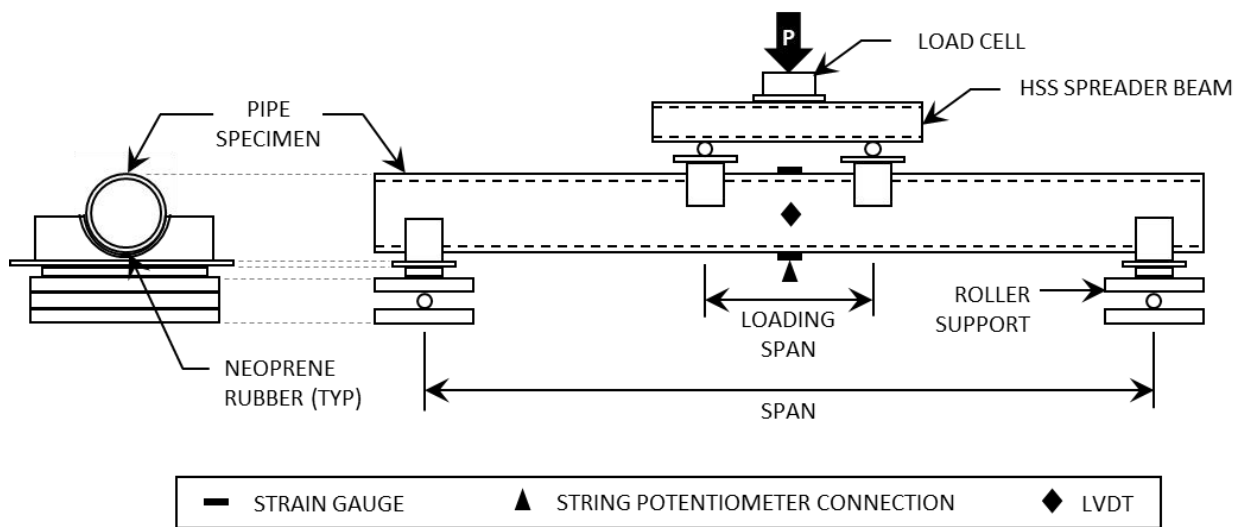 P
LOAD CELL
HSS SPREADER BEAM
PIPE
SPECIMEN
LOADING
SPAN
ROLLER
SUPPORT
NEOPRENE
RUBBER (TYP)
SPAN
STRAIN GAUGE
STRING POTENTIOMETER CONNECTION
LVDT